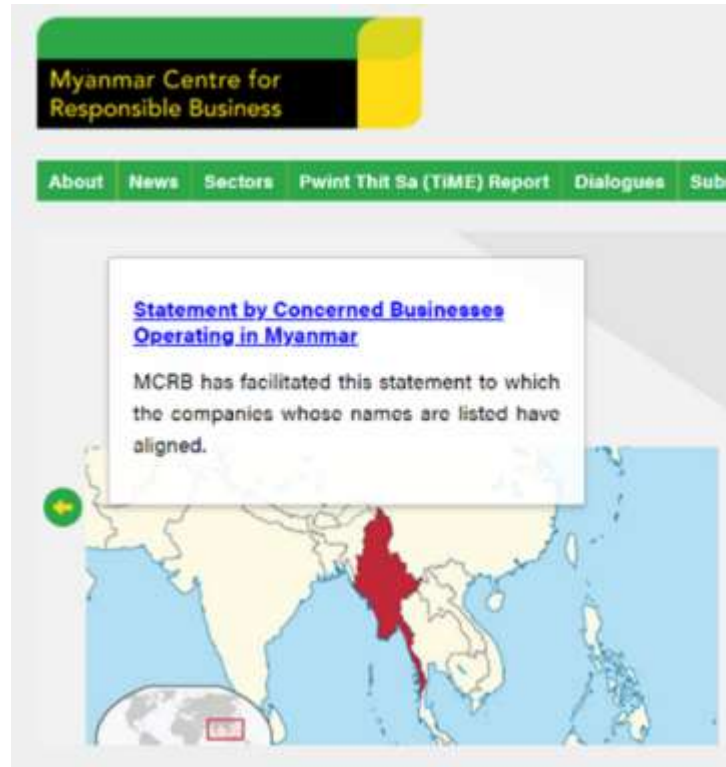 Myanmar Centre for
Responsible Business
About News Sectors Pwint Thit Sa (TiME) Report Dialogues Sub
Statement by Concerned Businesses
Operating in Myanmar
MCRB has facilitated this statement to which
the companies whose names are listed have
aligned.